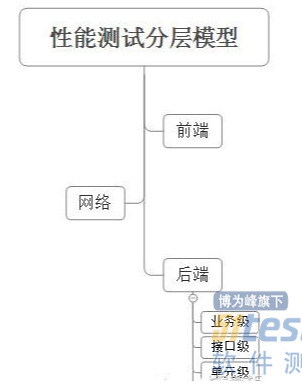 性能测试分层模型
前端
网络
后端
博为峰旗下
业务级
接口级
单元级
软件测